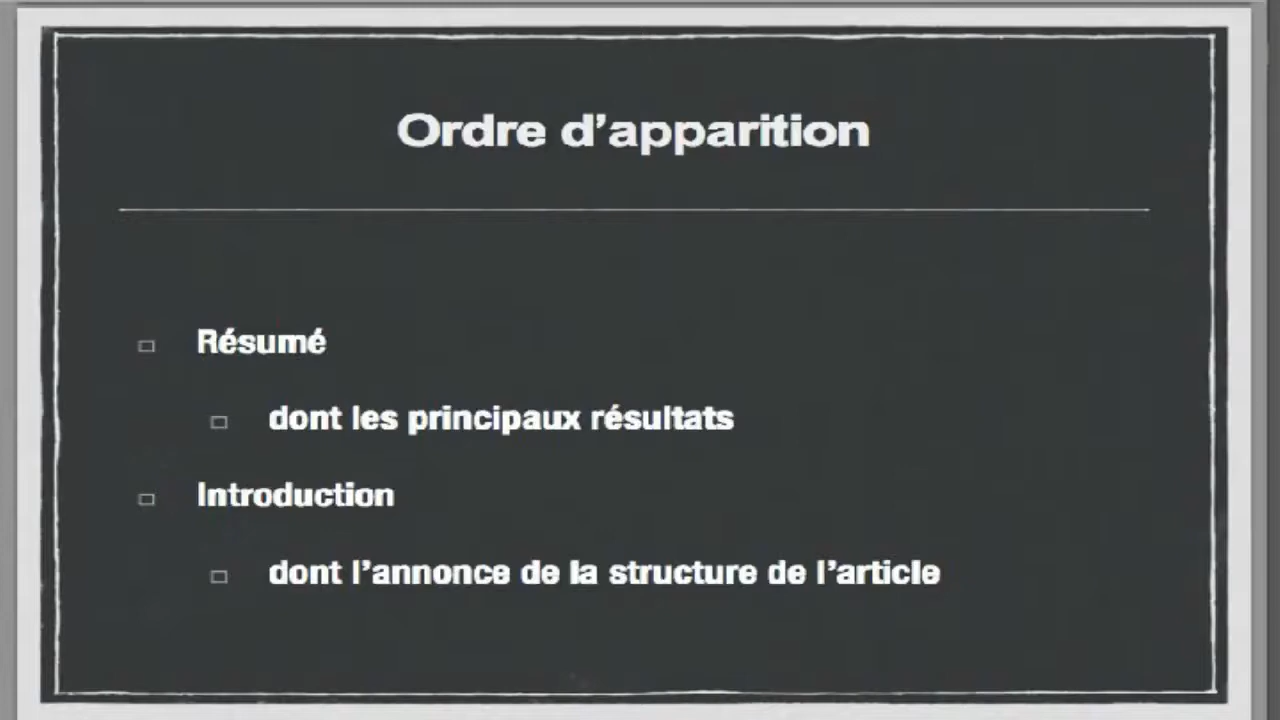 Ordre d’apparition
Résumé
dont les principaux résultats
Introduction
dont l’annonce de la structure de l’article